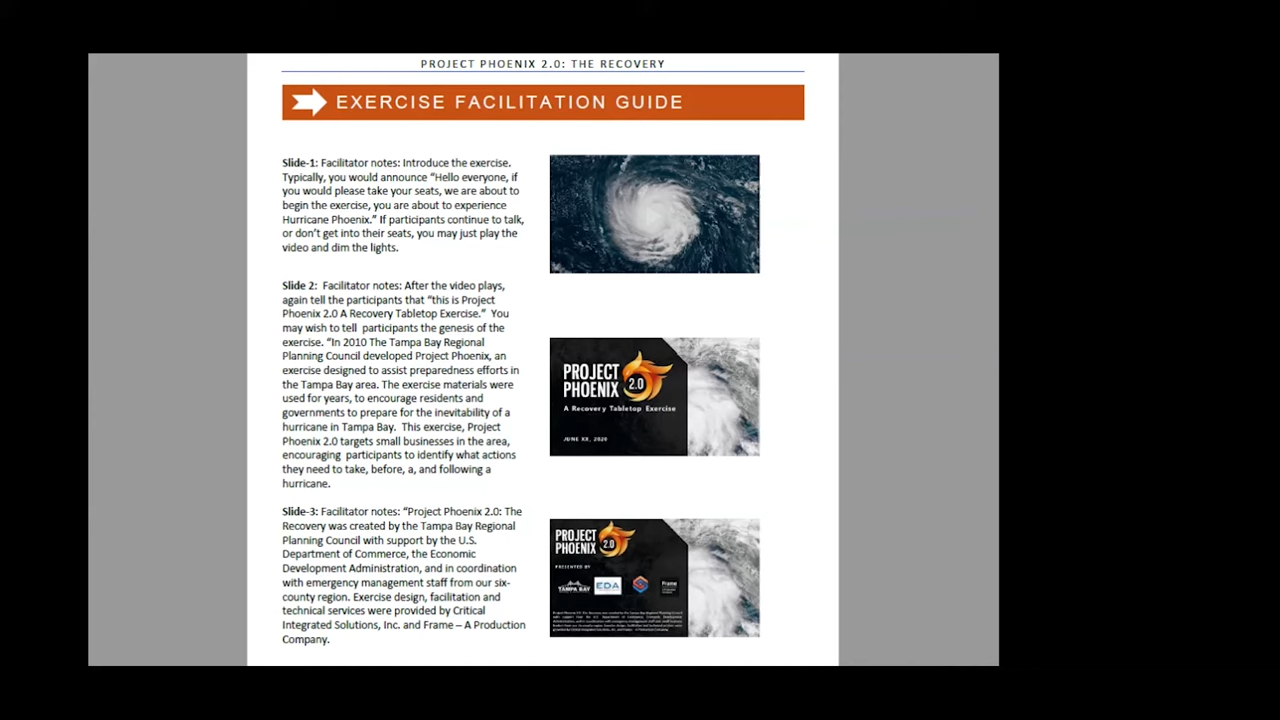 PROJECT PHOENIX 2.0: THE RECOVERY
EXERCISE FACILITATION GUIDE
Slide-1: Facilitator notes: Introduce the exercise.
Typically, you would announce “Hello everyone, if
you would please take your seats, we are about to
begin the exercise, you are about to experience
Hurricane Phoenix.” If participants continue to talk,
or don’t get into their seats, you may just play the
video and dim the lights.
Slide 2: Facilitator notes: After the video plays,
again tell the participants that “this is Project
Phoenix 2.0 A Recovery Tabletop Exercise.” You
may wish to tell participants the genesis of the
exercise. “In 2010 The Tampa Bay Regional
Planning Council developed Project Phoenix, an
exercise designed to assist preparedness efforts in
the Tampa Bay area. The exercise materials were
used for years, to encourage residents and
governments to prepare for the inevitability of a
hurricane in Tampa Bay. This exercise, Project
Phoenix 2.0 targets small businesses in the area,
encouraging participants to identify what actions
they need to take, before, a, and following a
hurricane.
PROJECT
PHOENIX 2.0
A Recovery Tabletop Exercise
JUNE XX, 2020
Slide-3: Facilitator notes: “Project Phoenix 2.0: The
Recovery was created by the Tampa Bay Regional
Planning Council with support by the U.S.
Department of Commerce, the Economic
Development Administration, and in coordination
with emergency management staff from our six-
county region. Exercise design, facilitation and
technical services were provided by Critical
Integrated Solutions, Inc. and Frame – A Production
Company.
PROJECT
PHOENIX 2.0
PRESENTED BY
TAMPA BAY
EDA
Frame